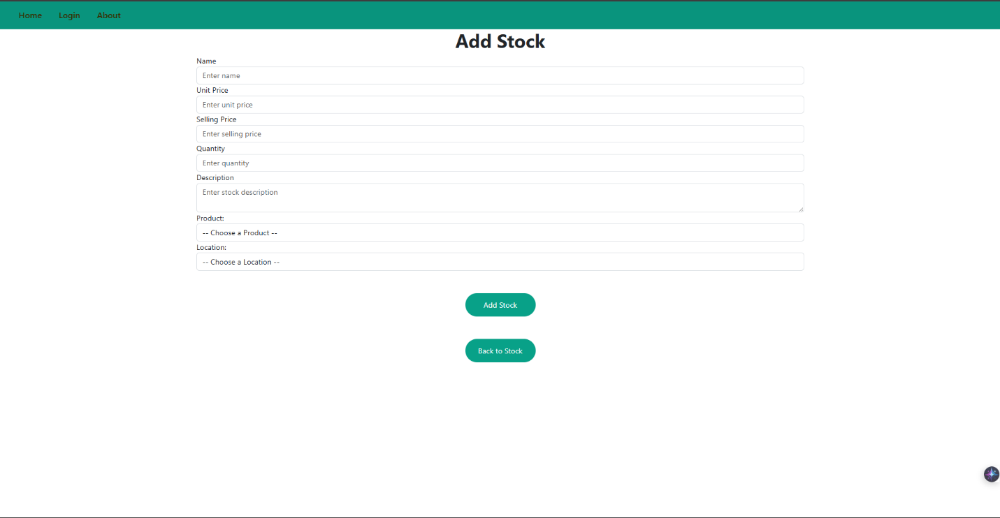 Home Login About
Add Stock
Name
Enter name
Unit Price
Enter unit price
Selling Price
Enter selling price
Quantity
Enter quantity
Description
Enter stock description
Product:
-- Choose a Product --
Location:
-- Choose a Location --
Add Stock
Back to Stock